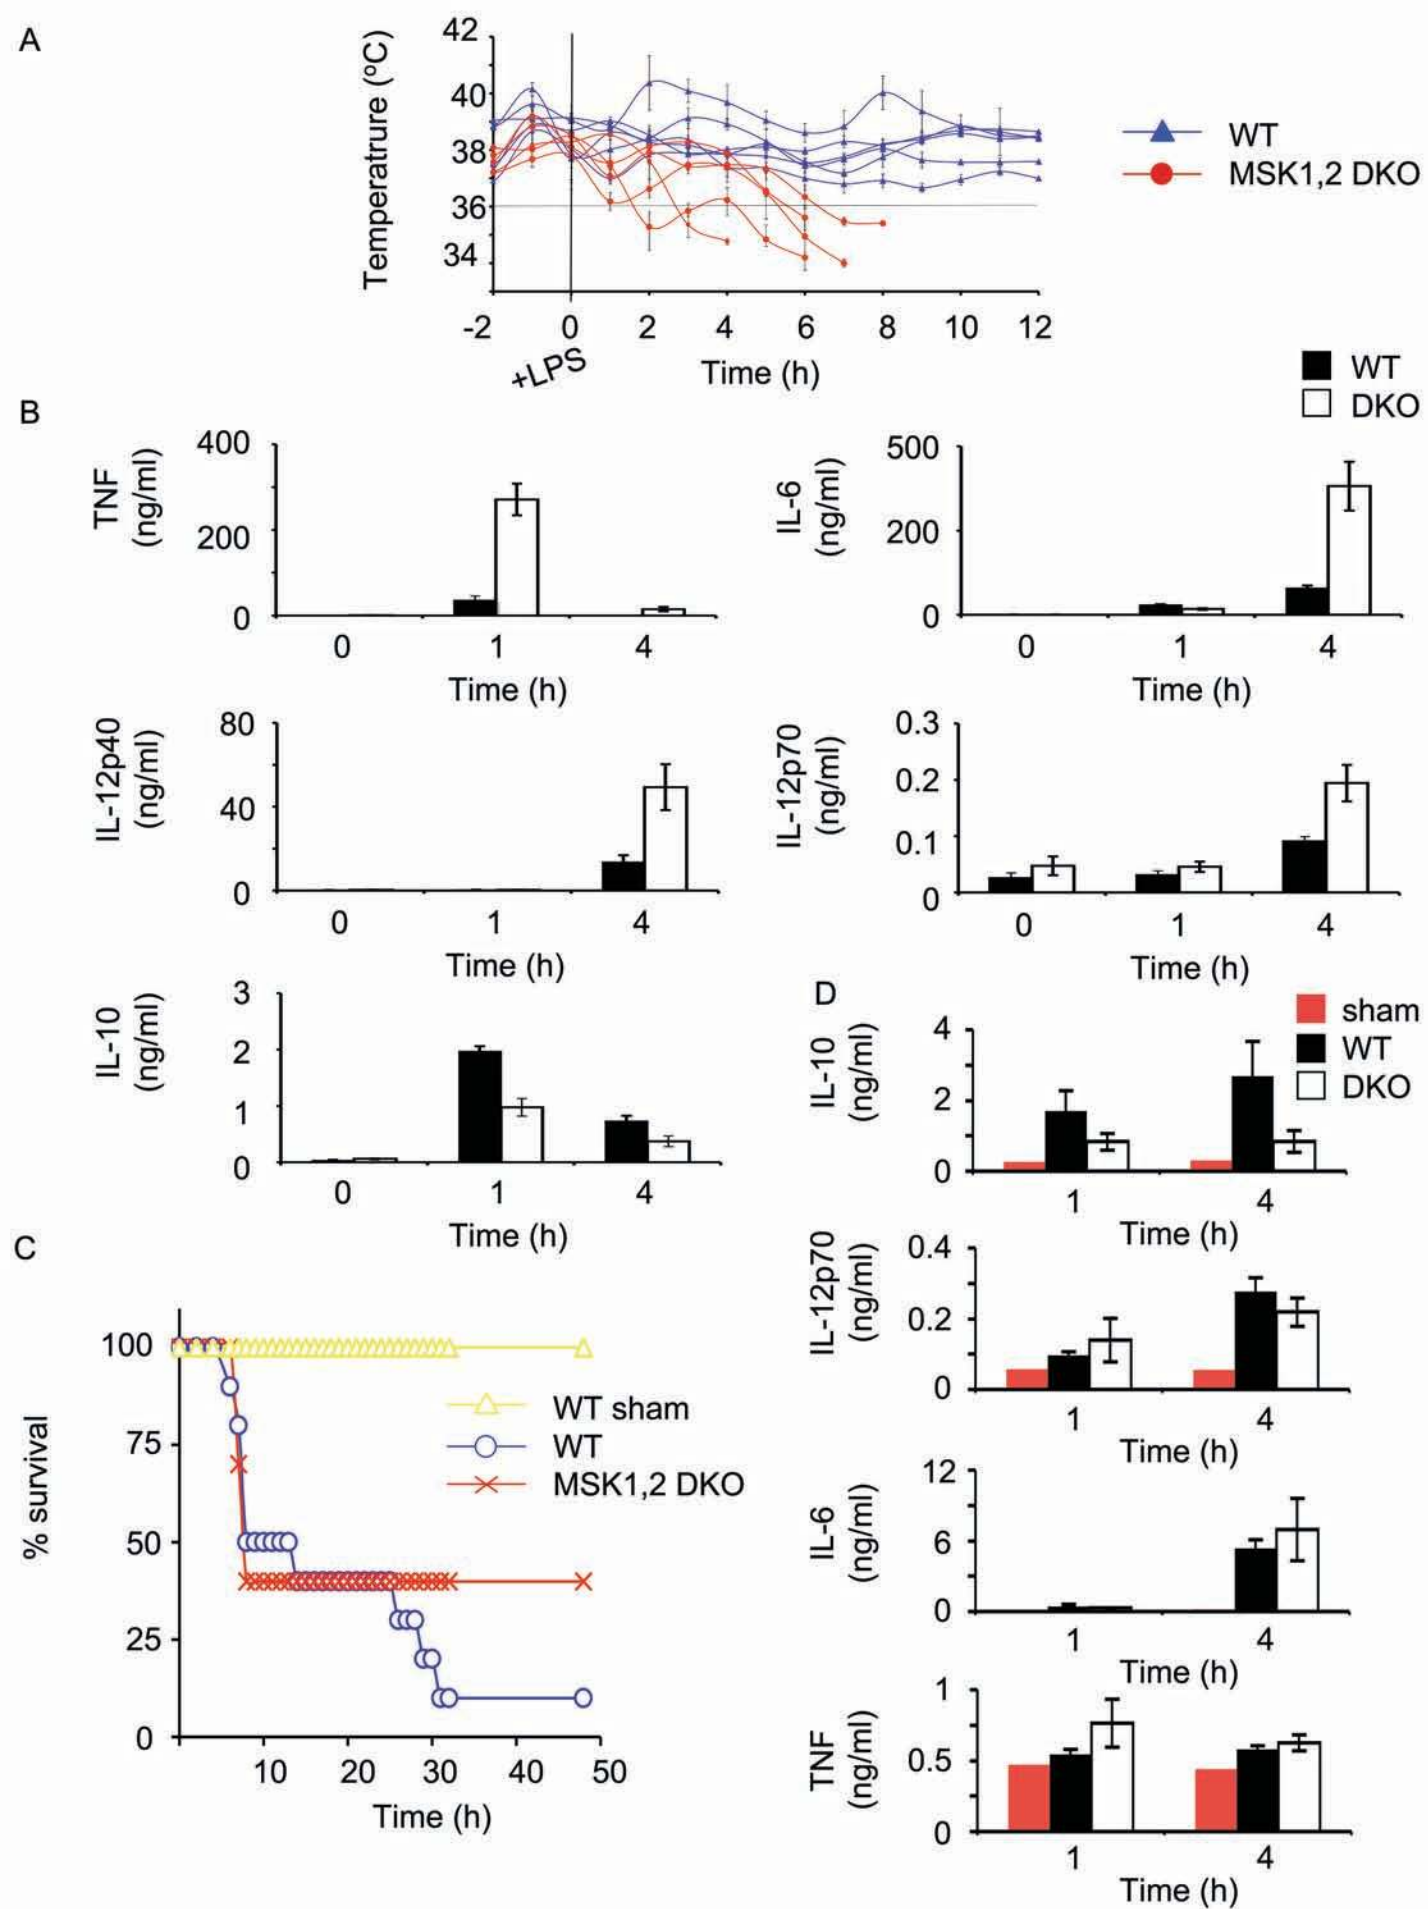 A
Temperatrure (ºC)
42
40
38
36
34
-2 0 2 4 6 8 10 12
+LPS
Time (h)
WT
MSK1,2 DKO
WT
DKO
B
TNF
(ng/ml)
400
200
0
0 1 4
Time (h)
IL-6
(ng/ml)
500
200
0
0 1 4
Time (h)
IL-12p40
(ng/ml)
80
40
0
0 1 4
Time (h)
IL-12p70
(ng/ml)
0.3
0.2
0.1
0
0 1 4
Time (h)
IL-10
(ng/ml)
3
2
1
0
0 1 4
Time (h)
C
% survival
100
75
50
25
0
10 20 30 40 50
Time (h)
WT sham
WT
MSK1,2 DKO
D
sham
WT
DKO
IL-10
(ng/ml)
4
2
0
1 4
Time (h)
IL-12p70
(ng/ml)
0.4
0.2
0
1 4
Time (h)
IL-6
(ng/ml)
12
6
0
1 4
Time (h)
TNF
(ng/ml)
1
0.5
0
1 4
Time (h)